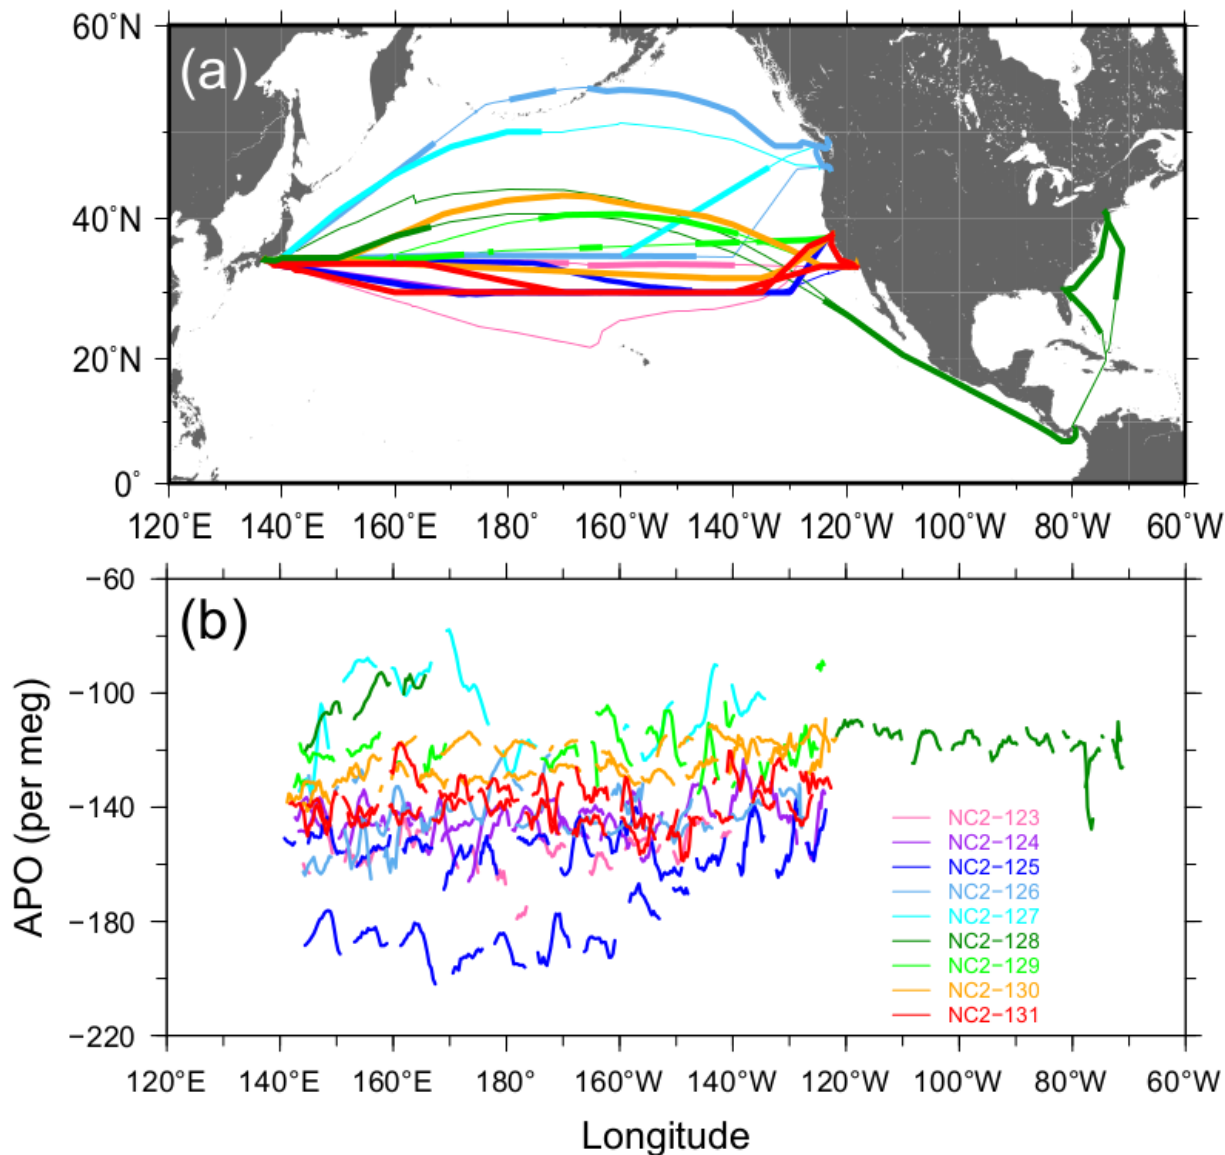 60°N
(a)
40°N
20°N
0°
120°E 140°E 160°E 180° 160°W 140°W 120°W 100°W 80°W 60°W
−60
(b)
−100
−140
−180
−220
APO (per meg)
NC2−123
NC2−124
NC2−125
NC2−126
NC2−127
NC2−128
NC2−129
NC2−130
NC2−131
120°E 140°E 160°E 180° 160°W 140°W 120°W 100°W 80°W 60°W
Longitude